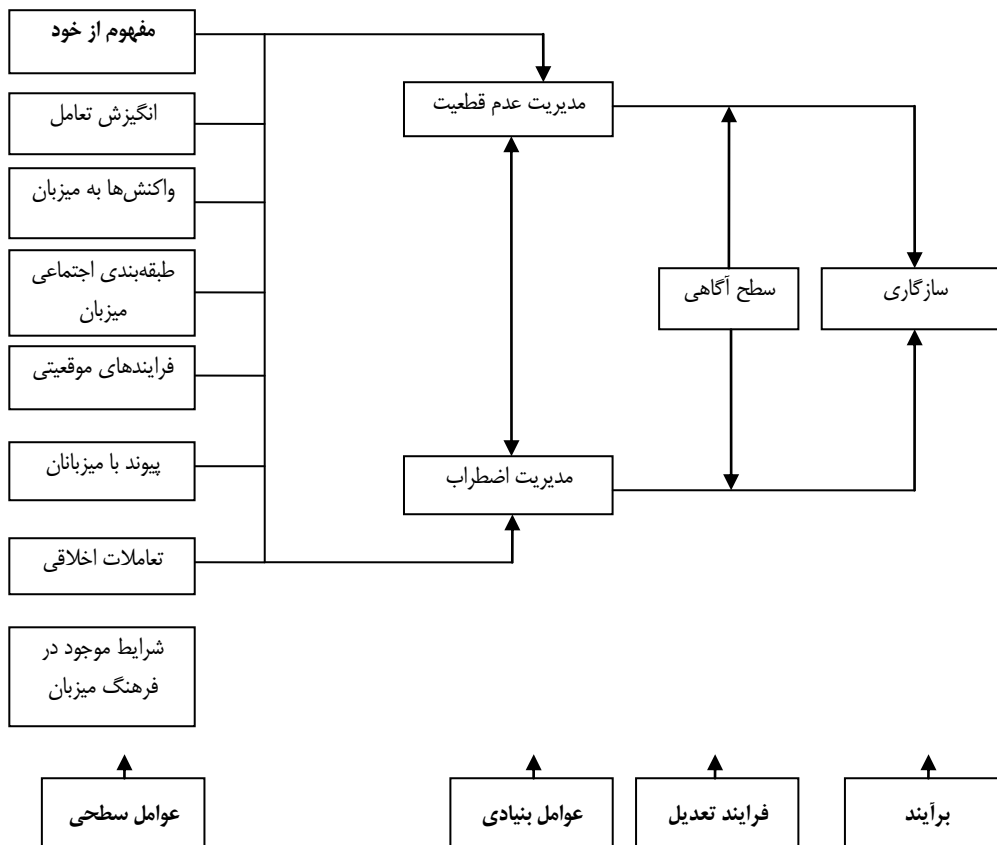 مفهوم از خود
انگیزش تعامل
واکنش‌ها به میزبان
طبقه‌بندی اجتماعی
میزبان
فرایندهای موقعیتی
پیوند با میزبانان
تعاملات اخلاقی
شرایط موجود در
فرهنگ میزبان
مدیریت عدم قطعیت
مدیریت اضطراب
سطح آگاهی
سازگاری
عوامل سطحی
عوامل بنیادی
فرایند تعدیل
برآیند